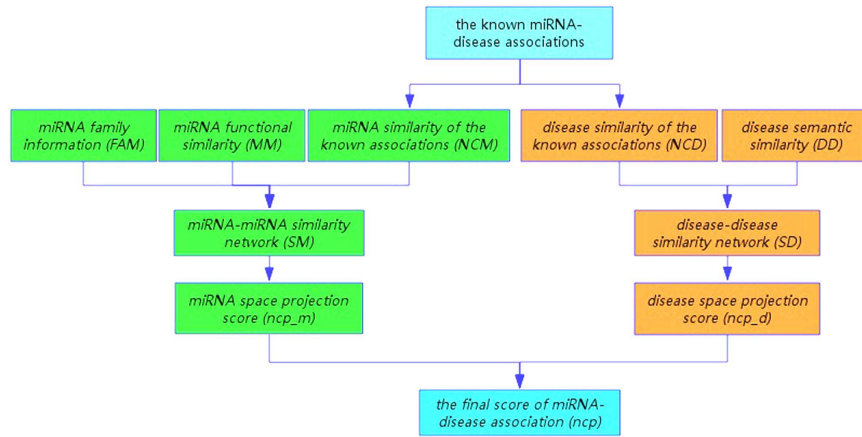 the known miRNA-
disease associations
miRNA family
information (FAM)
miRNA functional
similarity (MM)
miRNA similarity of the
known associations (NCM)
disease similarity of the
known associations (NCD)
disease semantic
similarity (DD)
miRNA-miRNA similarity
network (SM)
disease-disease
similarity network (SD)
miRNA space projection
score (ncp_m)
disease space projection
score (ncp_d)
the final score of miRNA-
disease association (ncp)